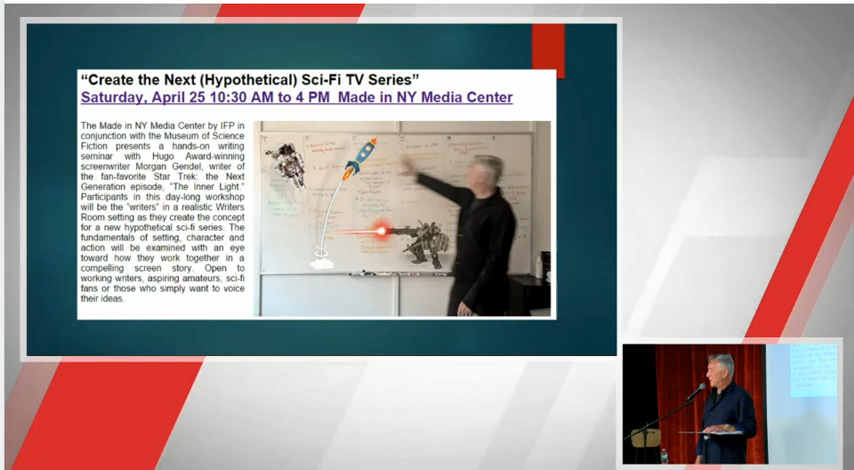 “Create the Next (Hypothetical) Sci-Fi TV Series”
Saturday, April 25 10:30 AM to 4 PM  Made in NY Media Center
The Made in NY Media Center by IFP in
conjunction with the Museum of Science
Fiction presents a hands-on writing
seminar with Hugo Award-winning
screenwriter Morgan Gendel, writer of
the fan-favorite Star Trek: the Next
Generation episode, "The Inner Light."
Participants in this day-long workshop
will be the "writers" in a realistic Writers
Room setting as they create the concept
for a new hypothetical sci-fi series. The
fundamentals of setting, character and
action will be examined with an eye
toward how they work together in a
compelling screen story. Open to
working writers, aspiring amateurs, sci-fi
fans or those who simply want to voice
their ideas.